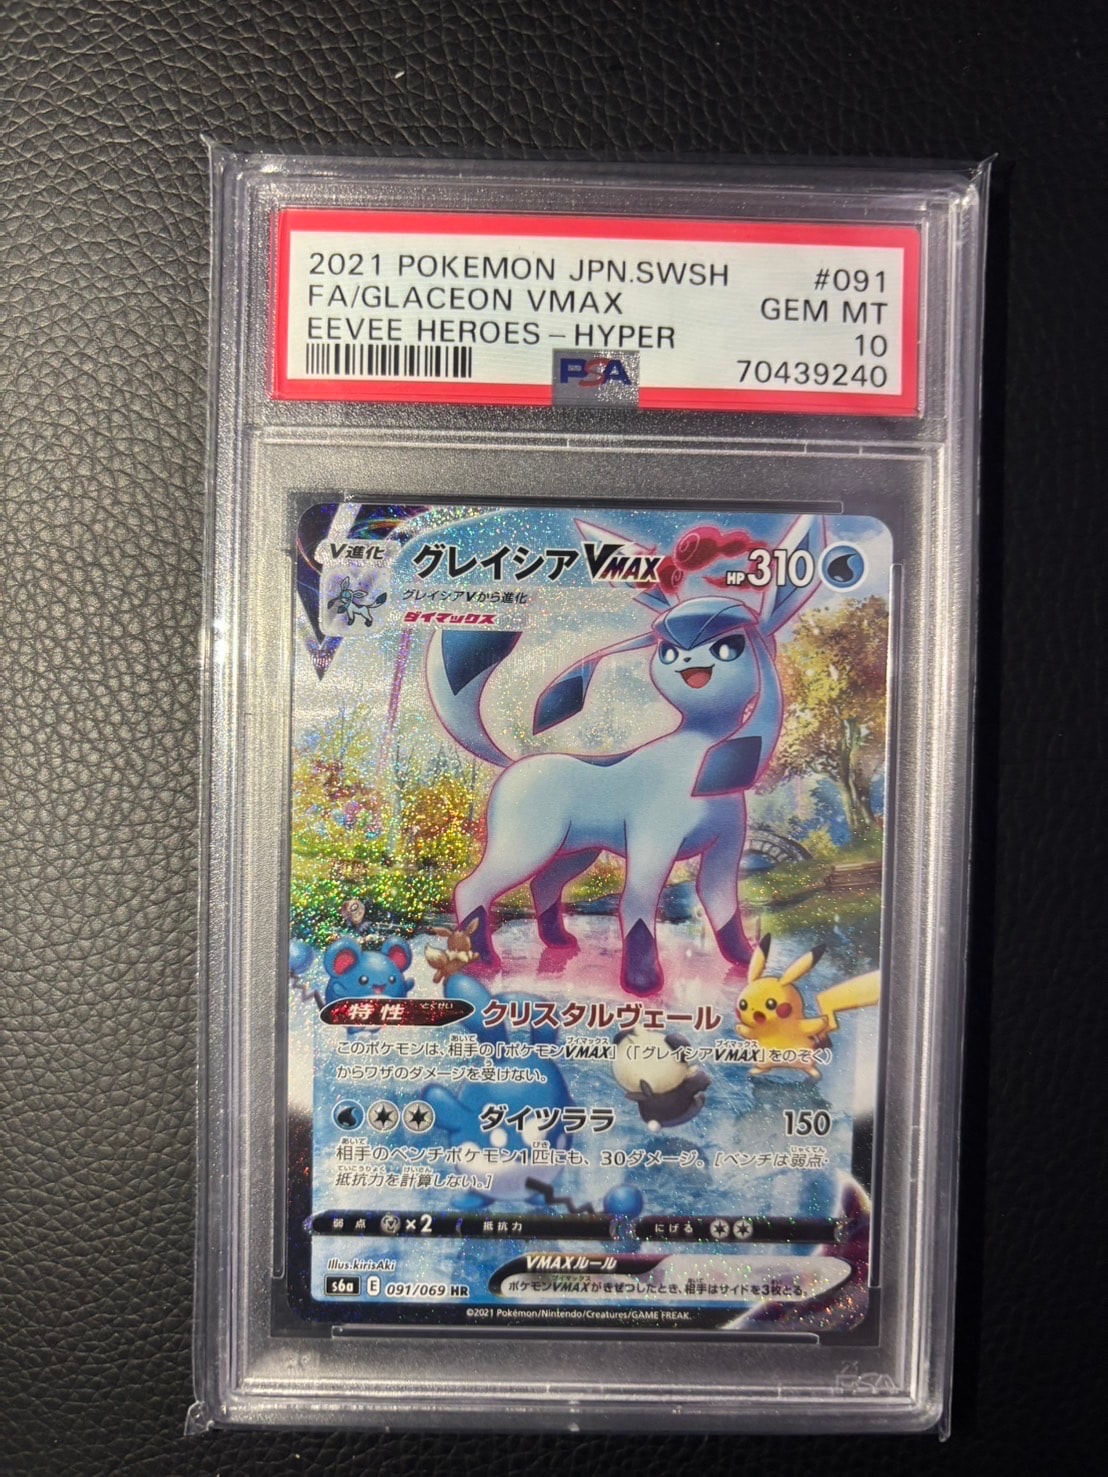 2021 POKEMON JPN.SWSH #091
FA/GLACEON VMAX GEM MT
EEVEE HEROES-HYPER 10
PSA 70439240
V進化 グレイシアVMAX HP310
グレイシアVから進化
ダイマックス
特性 とくせい クリスタルヴェール
このポケモンは、相手の「ポケモンVMAX」(「グレイシアVMAX」をのぞく)
からワザのダメージを受けない。
ダイツララ 150
相手のベンチポケモン1匹にも、30ダメージ。[ベンチは弱点・
抵抗力を計算しない。]
弱点 ×2 抵抗力 にげる
Illus.kirisAki VMAXルール
s6a E 091/069 HR ポケモンVMAXがきぜつしたとき、相手はサイドを3枚とる。
©2021 Pokémon/Nintendo/Creatures/GAME FREAK.
PSA